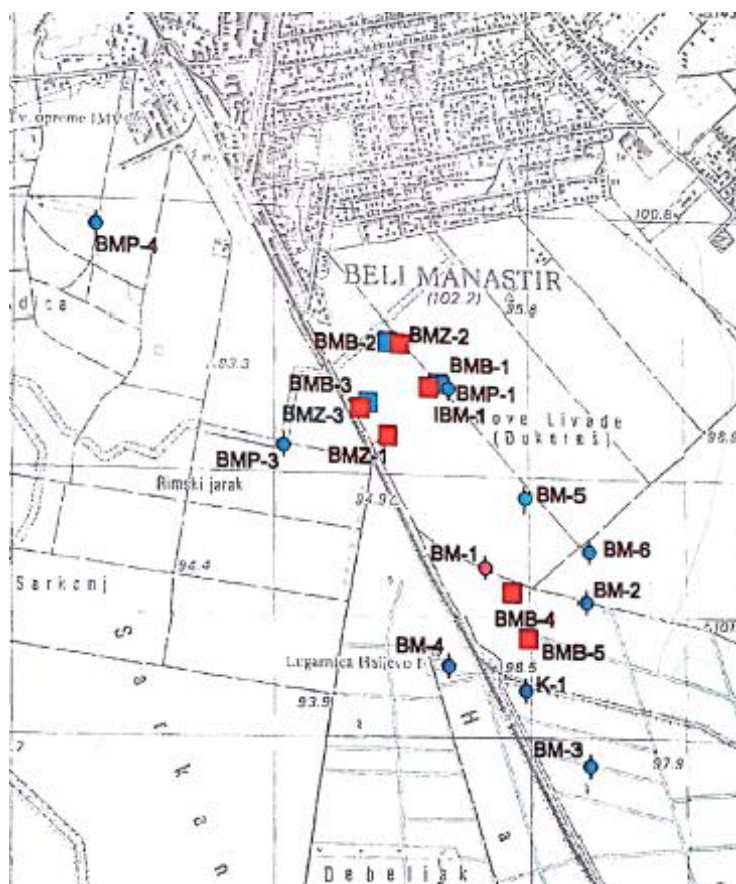 100.8
BMP-4
BELI MANASTIR
(102.2)
95.8
BMB-2
BMZ-2
93.3
BMB-1
BMB-3
BMP-1
BMZ-3
IBM-1
ove Livade
BMP-3
BMZ-1
Rimski jarak
94.9
BM-5
BM-1
BM-6
94.4
Sarkanj
BM-2
BMB-4
BMB-5
BM-4
98.5
K-1
93.9
BM-3
97.9
S a r k a n
H a
Debeljak